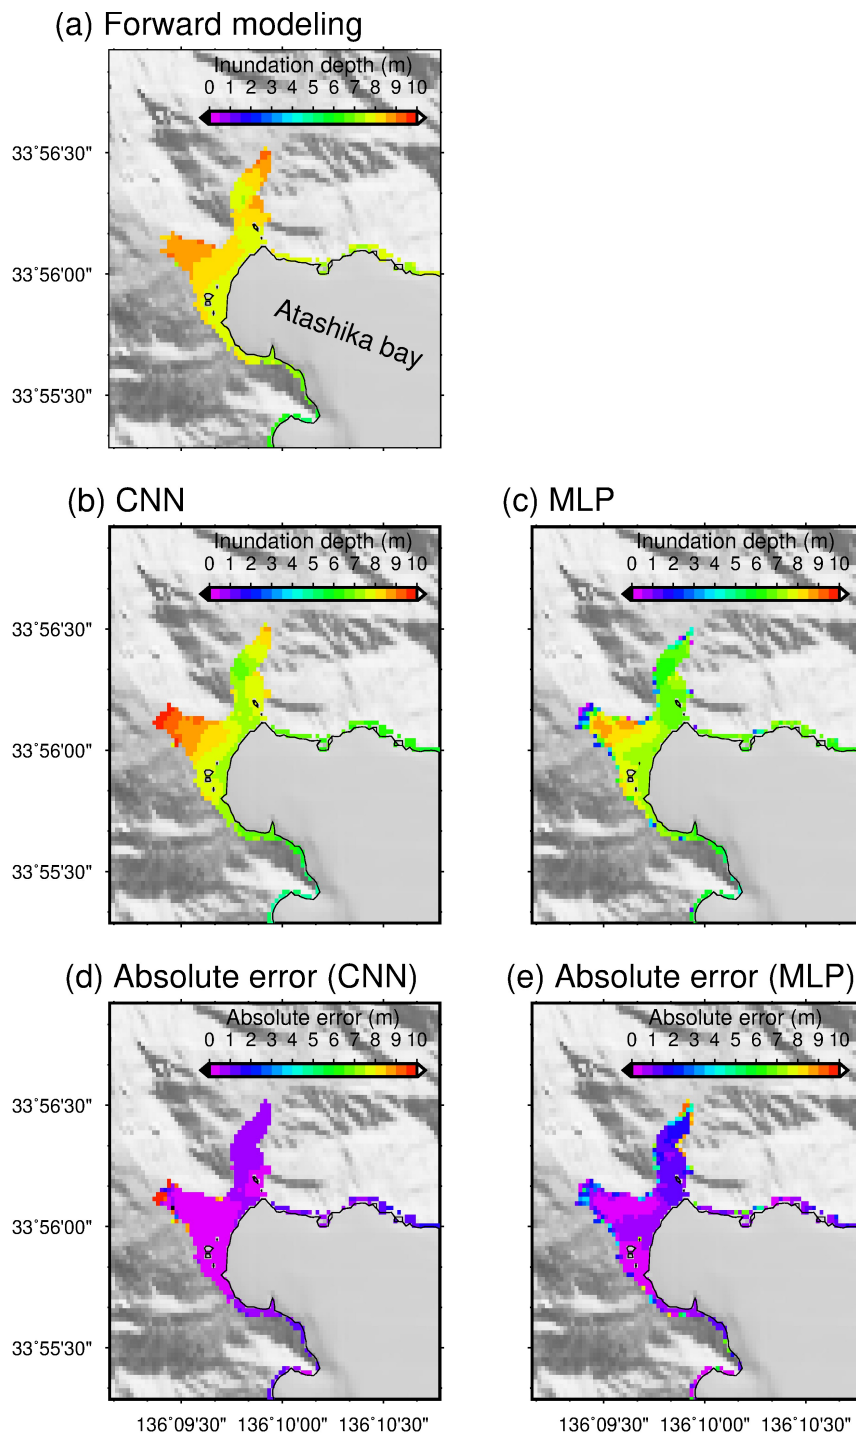 (a) Forward modeling
Inundation depth (m)
0 1 2 3 4 5 6 7 8 9 10
33°56'30"
33°56'00"
Atashika bay
33°55'30"
(b) CNN
(c) MLP
Inundation depth (m)
0 1 2 3 4 5 6 7 8 9 10
Inundation depth (m)
0 1 2 3 4 5 6 7 8 9 10
33°56'30"
33°56'00"
33°55'30"
(d) Absolute error (CNN)
(e) Absolute error (MLP)
Absolute error (m)
0 1 2 3 4 5 6 7 8 9 10
Absolute error (m)
0 1 2 3 4 5 6 7 8 9 10
33°56'30"
33°56'00"
33°55'30"
136°09'30" 136°10'00" 136°10'30"
136°09'30" 136°10'00" 136°10'30"